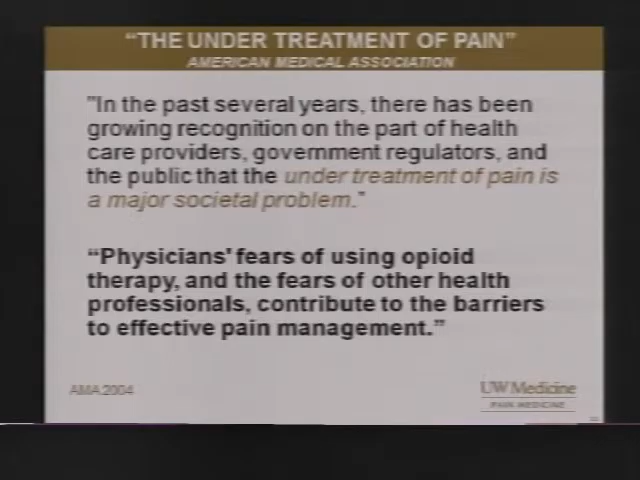 “THE UNDER TREATMENT OF PAIN”
AMERICAN MEDICAL ASSOCIATION
"In the past several years, there has been
growing recognition on the part of health
care providers, government regulators, and
the public that the under treatment of pain is
a major societal problem."
“Physicians’ fears of using opioid
therapy, and the fears of other health
professionals, contribute to the barriers
to effective pain management.”
AMA 2004
UW Medicine
PAIN MEDICINE